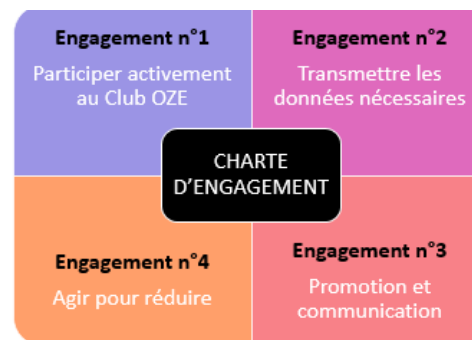 Engagement n°1
Participer activement
au Club OZE
Engagement n°2
Transmettre les
données nécessaires
CHARTE
D'ENGAGEMENT
Engagement n°4
Agir pour réduire
Engagement n°3
Promotion et
communication